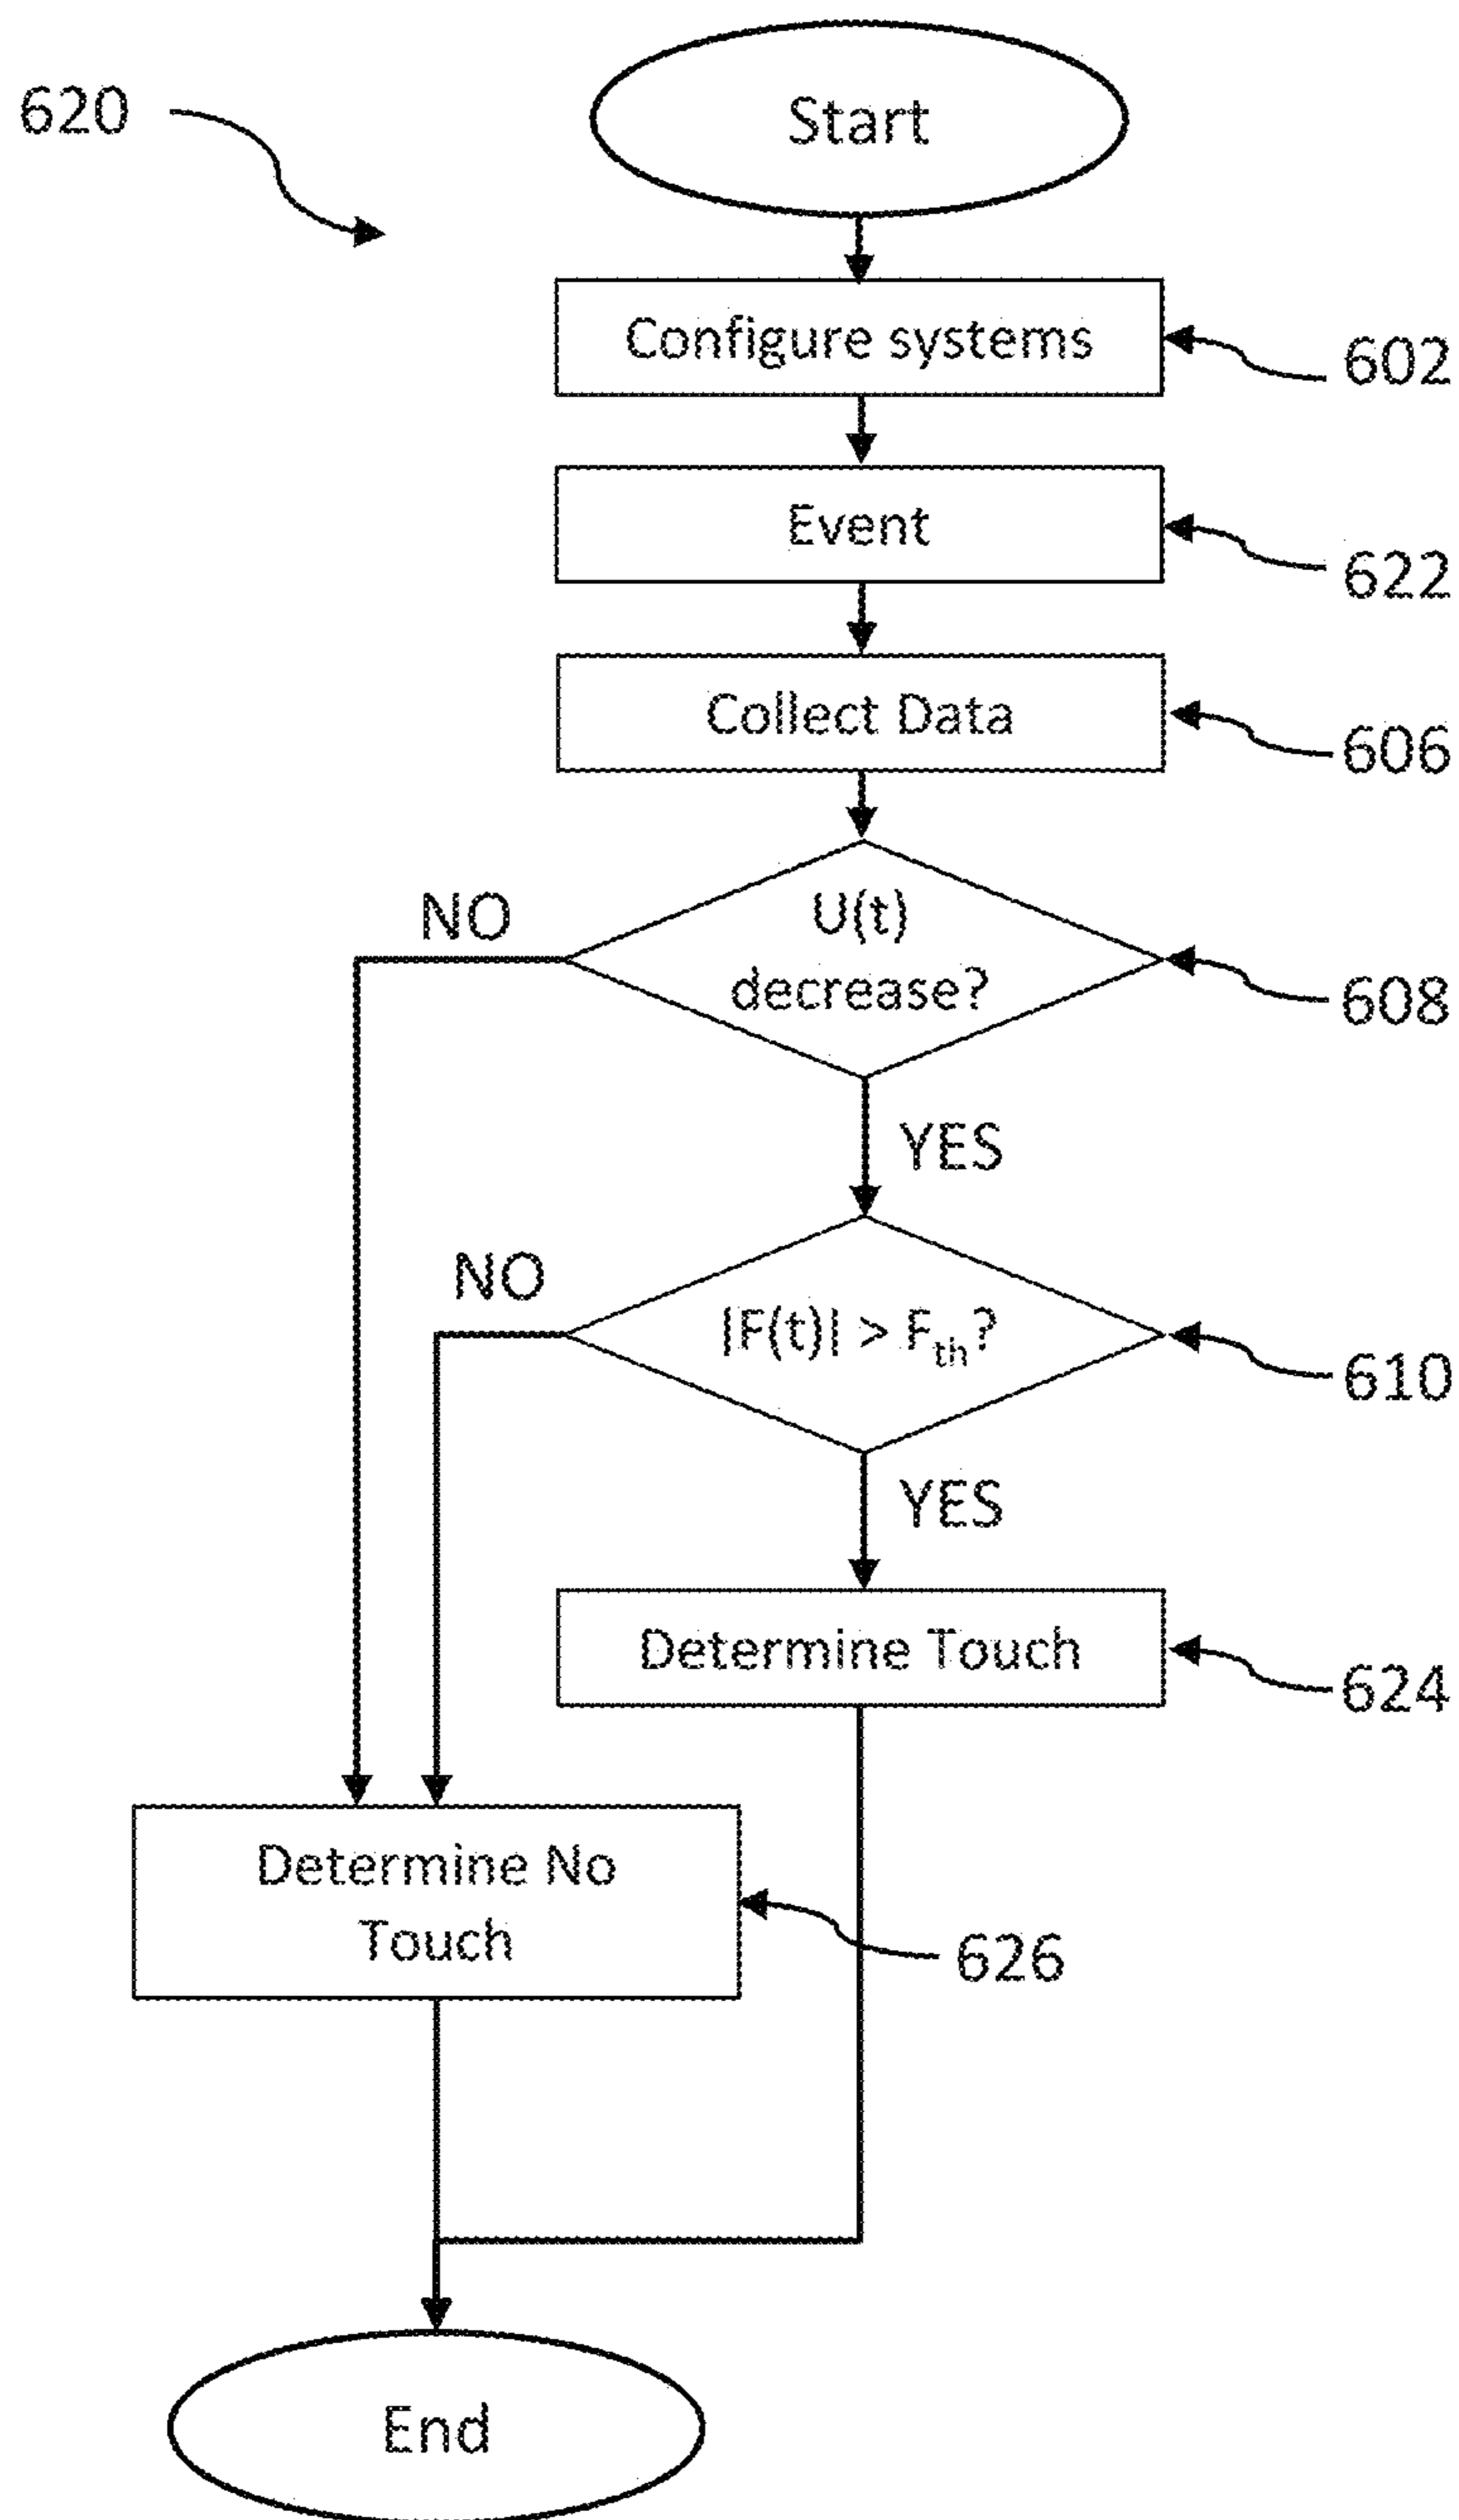 620
Start
Configure systems
602
Event
622
Collect Data
606
NO
U(t)
decrease?
608
YES
NO
|F(t)| > Fth?
610
YES
Determine Touch
624
Determine No
Touch
626
End